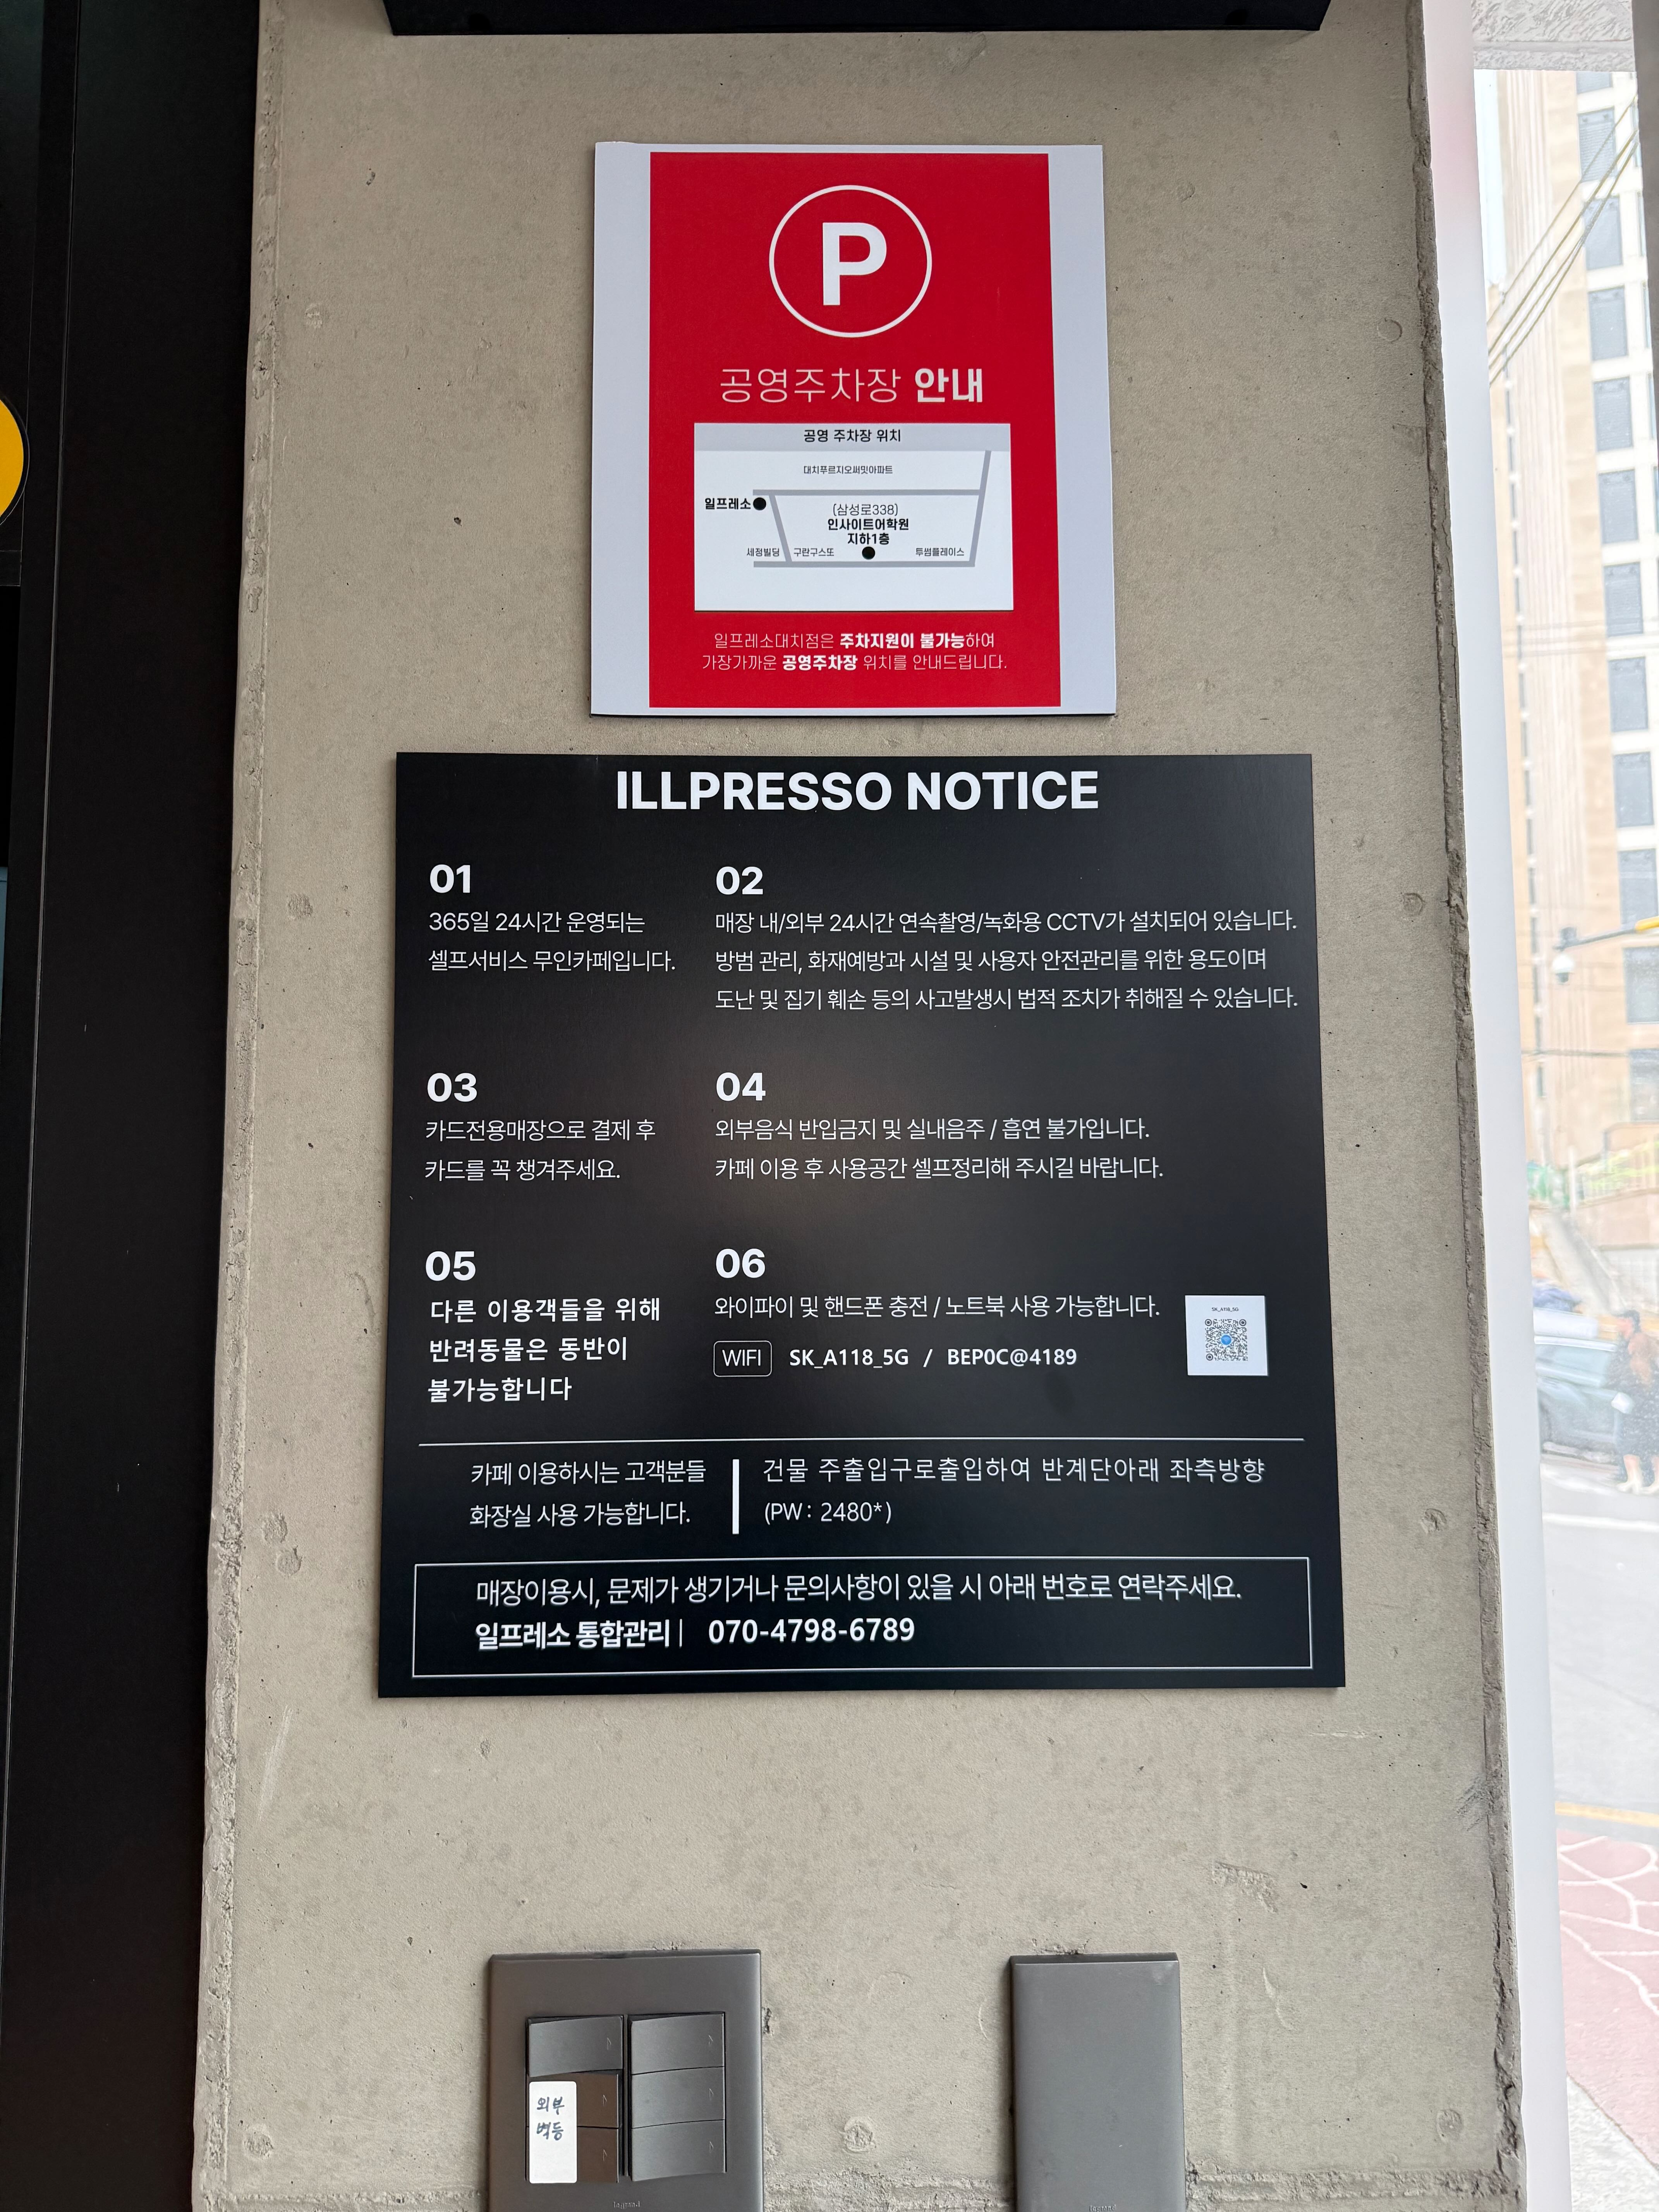 P
공영주차장 안내
공영 주차장 위치
대치푸르지오써밋아파트
일프레소
(삼성로338)
인사이트어학원
지하1층
세정빌딩
구란구스또
투썸플레이스
일프레소대치점은 주차지원이 불가능하여
가장가까운 공영주차장 위치를 안내드립니다.
ILLPRESSO NOTICE
01
365일 24시간 운영되는
셀프서비스 무인카페입니다.
02
매장 내/외부 24시간 연속촬영/녹화용 CCTV가 설치되어 있습니다.
방범 관리, 화재예방과 시설 및 사용자 안전관리를 위한 용도이며
도난 및 집기 훼손 등의 사고발생시 법적 조치가 취해질 수 있습니다.
03
카드전용매장으로 결제 후
카드를 꼭 챙겨주세요.
04
외부음식 반입금지 및 실내음주 / 흡연 불가입니다.
카페 이용 후 사용공간 셀프정리해 주시길 바랍니다.
05
다른 이용객들을 위해
반려동물은 동반이
불가능합니다
06
와이파이 및 핸드폰 충전 / 노트북 사용 가능합니다.
WIFI SK_A118_5G / BEP0C@4189
SK_A118_5G
카페 이용하시는 고객분들
화장실 사용 가능합니다.
건물 주출입구로출입하여 반계단아래 좌측방향
(PW : 2480*)
매장이용시, 문제가 생기거나 문의사항이 있을 시 아래 번호로 연락주세요.
일프레소 통합관리 | 070-4798-6789
외부
벽등
legrand
legrand